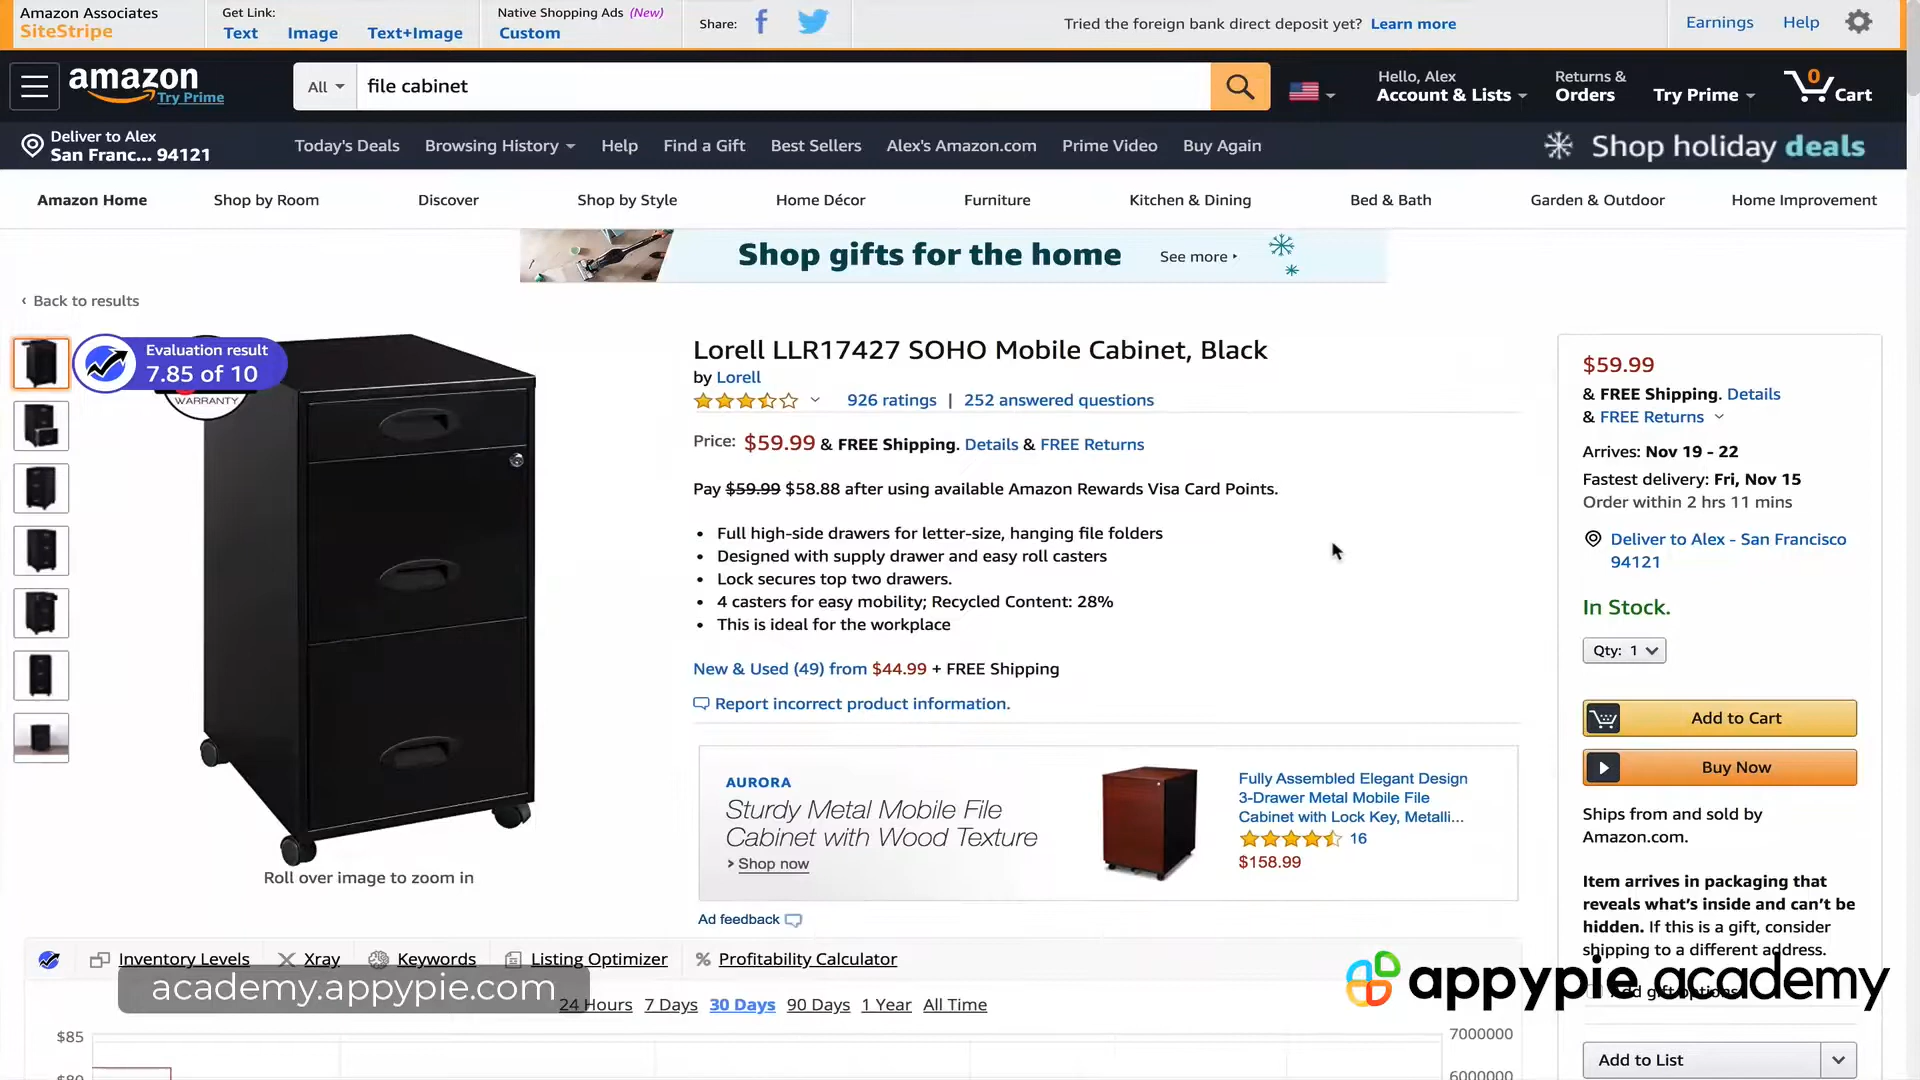 Amazon Associates
SiteStripe
Get Link:
Text Image Text+Image
Native Shopping Ads (New)
Custom
Share:
Tried the foreign bank direct deposit yet? Learn more
Earnings Help
amazon
Try Prime
All
file cabinet
Hello, Alex
Account & Lists
Returns &
Orders
Try Prime
0
Cart
Deliver to Alex
San Franc... 94121
Today's Deals Browsing History Help Find a Gift Best Sellers Alex's Amazon.com Prime Video Buy Again
Shop holiday deals
Amazon Home Shop by Room Discover Shop by Style Home Décor Furniture Kitchen & Dining Bed & Bath Garden & Outdoor Home Improvement
Shop gifts for the home See more
‹ Back to results
Evaluation result
7.85 of 10
WARRANTY
Roll over image to zoom in
Lorell LLR17427 SOHO Mobile Cabinet, Black
by Lorell
926 ratings | 252 answered questions
Price: $59.99 & FREE Shipping. Details & FREE Returns
Pay $59.99 $58.88 after using available Amazon Rewards Visa Card Points.
• Full high-side drawers for letter-size, hanging file folders
• Designed with supply drawer and easy roll casters
• Lock secures top two drawers.
• 4 casters for easy mobility; Recycled Content: 28%
• This is ideal for the workplace
New & Used (49) from $44.99 + FREE Shipping
Report incorrect product information.
AURORA
Sturdy Metal Mobile File
Cabinet with Wood Texture
› Shop now
Fully Assembled Elegant Design
3-Drawer Metal Mobile File
Cabinet with Lock Key, Metalli...
16
$158.99
Ad feedback
$59.99
& FREE Shipping. Details
& FREE Returns
Arrives: Nov 19 - 22
Fastest delivery: Fri, Nov 15
Order within 2 hrs 11 mins
Deliver to Alex - San Francisco
94121
In Stock.
Qty: 1
Add to Cart
Buy Now
Ships from and sold by
Amazon.com.
Item arrives in packaging that
reveals what's inside and can't be
hidden. If this is a gift, consider
shipping to a different address.
Add gift options
Add to List
Inventory Levels Xray Keywords Listing Optimizer % Profitability Calculator
academy.appypie.com
24 Hours 7 Days 30 Days 90 Days 1 Year All Time
appypie academy
$85
7000000
$80
6000000